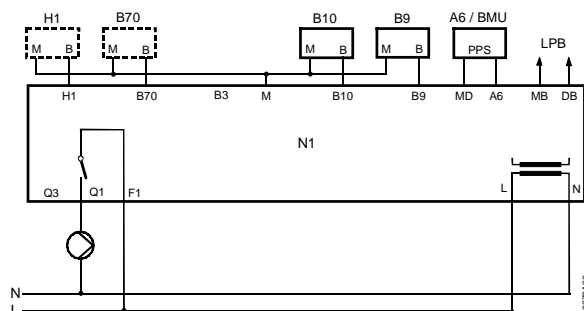 H1 B70 B10 B9 A6 / BMU LPB
M B M B M B M B PPS
H1 B70 B3 M B10 B9 MD A6 MB DB
N1
Q3 Q1 F1 L N
N
L